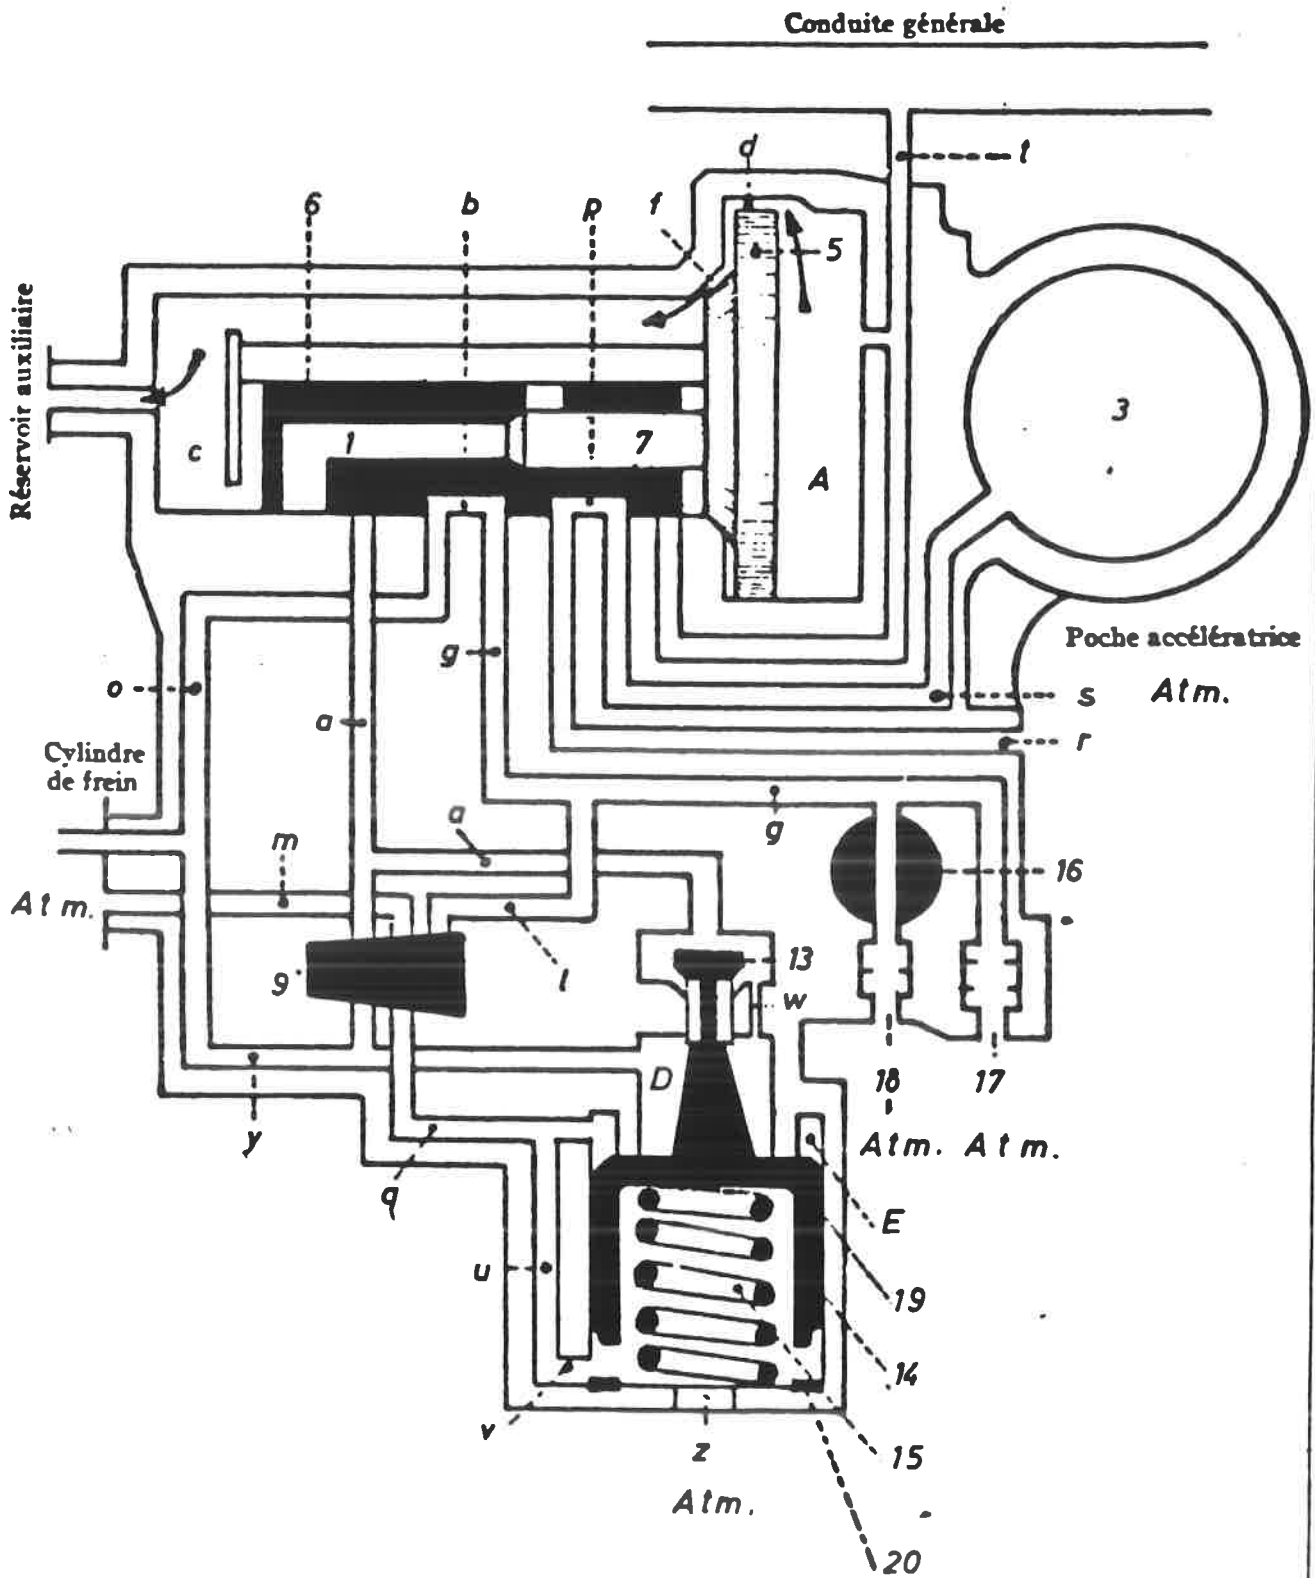 Conduite générale
d
t
6
b
R
f
5
Réservoir auxiliaire
3
1
7
c
A
g
Poche accélératrice
o
s
Atm.
a
r
Cylindre
de frein
a
g
m
16
Atm.
9
l
13
w
D
18
17
y
Atm.
Atm.
q
E
u
19
14
v
z
15
Atm.
20